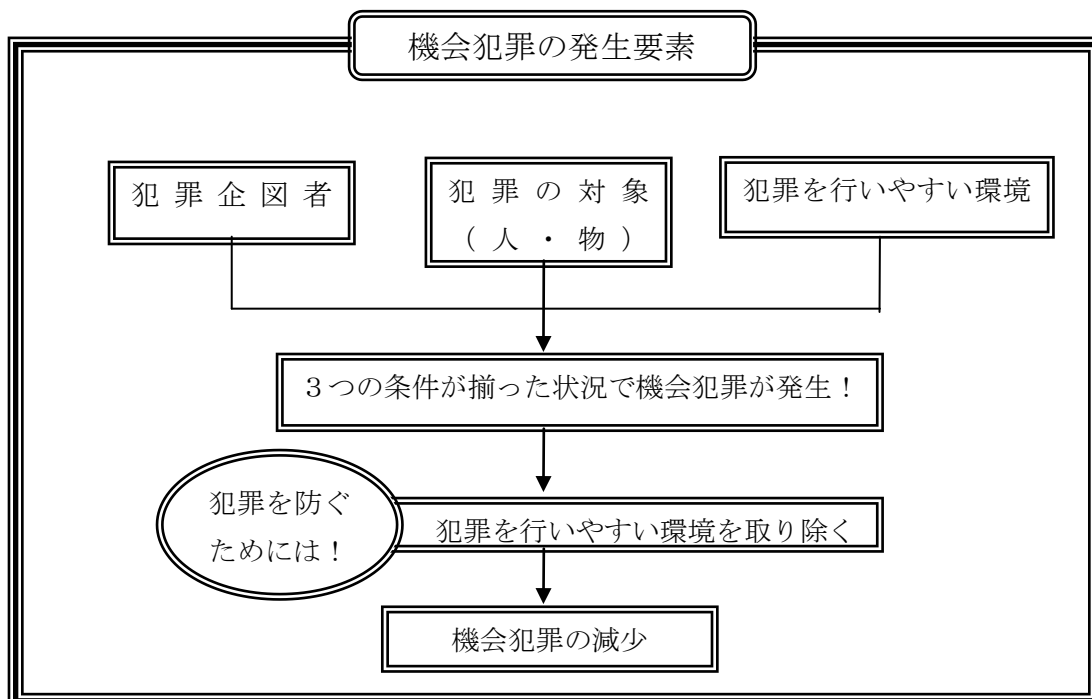 機会犯罪の発生要素
犯罪企図者
犯罪の対象
(人・物)
犯罪を行いやすい環境
3つの条件が揃った状況で機会犯罪が発生!
犯罪を防ぐ
ためには!
犯罪を行いやすい環境を取り除く
機会犯罪の減少